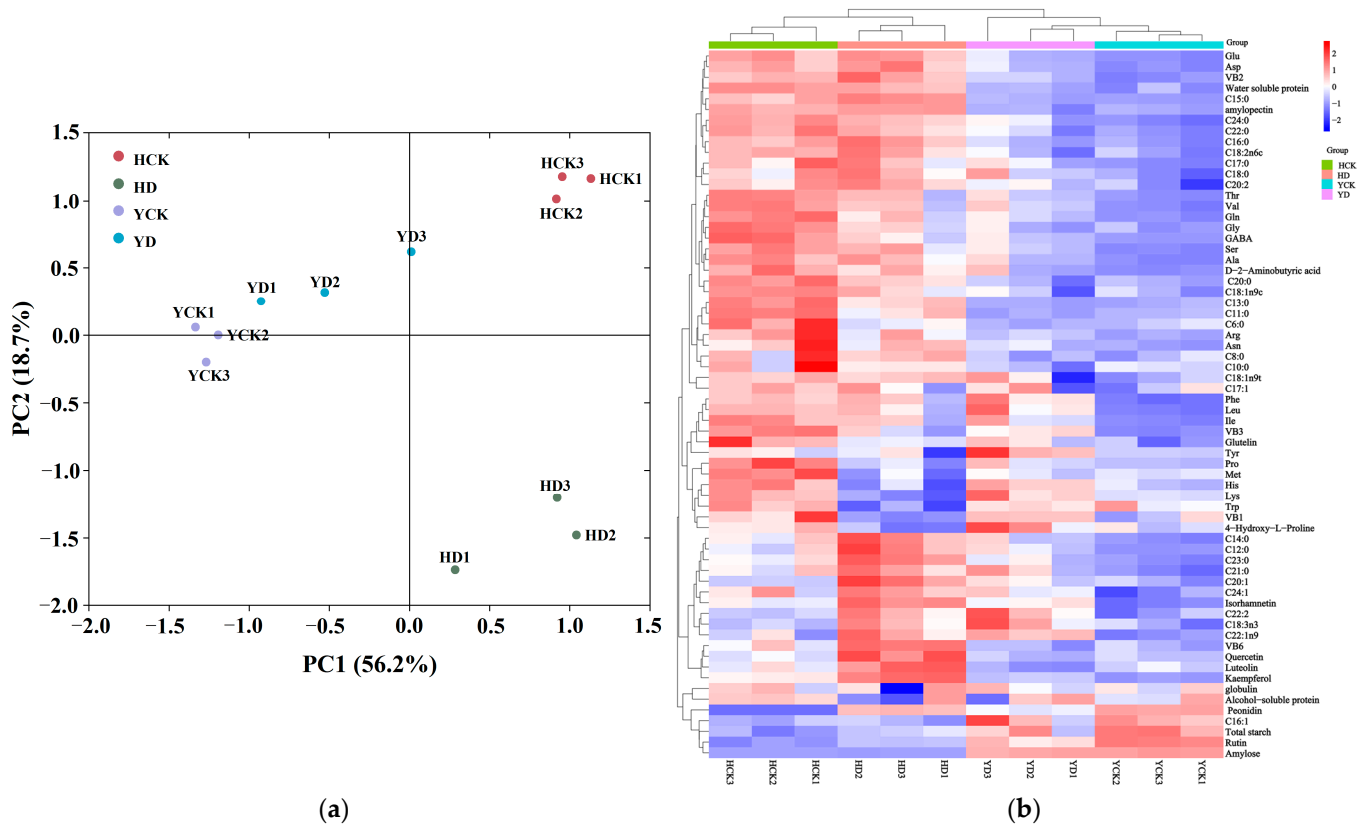 1.5
1.0
0.5
0.0
−0.5
−1.0
−1.5
−2.0
−2.0
−1.5
−1.0
−0.5
0.0
0.5
1.0
1.5
PC2 (18.7%)
PC1 (56.2%)
HCK
HD
YCK
YD
HCK3
HCK1
HCK2
YD3
YD1
YD2
YCK1
YCK2
YCK3
HD3
HD2
HD1
(a)
Group
Glu
Asp
VB2
Water soluble protein
C15:0
amylopectin
C24:0
C22:0
C16:0
C18:2n6c
C17:0
C18:0
C20:2
Thr
Val
Gln
Gly
GABA
Ser
Ala
D−2−Aminobutyric acid
C20:0
C18:1n9c
C13:0
C11:0
C6:0
Arg
Asn
C8:0
C10:0
C18:1n9t
C17:1
Phe
Leu
Ile
VB3
Glutelin
Tyr
Pro
Met
His
Lys
Trp
VB1
4−Hydroxy−L−Proline
C14:0
C12:0
C23:0
C21:0
C20:1
C24:1
Isorhamnetin
C22:2
C18:3n3
C22:1n9
VB6
Quercetin
Luteolin
Kaempferol
globulin
Alcohol−soluble protein
Peonidin
C16:1
Total starch
Rutin
Amylose
HCK3
HCK2
HCK1
HD2
HD3
HD1
YD3
YD2
YD1
YCK2
YCK3
YCK1
2
1
0
−1
−2
Group
HCK
HD
YCK
YD
(b)